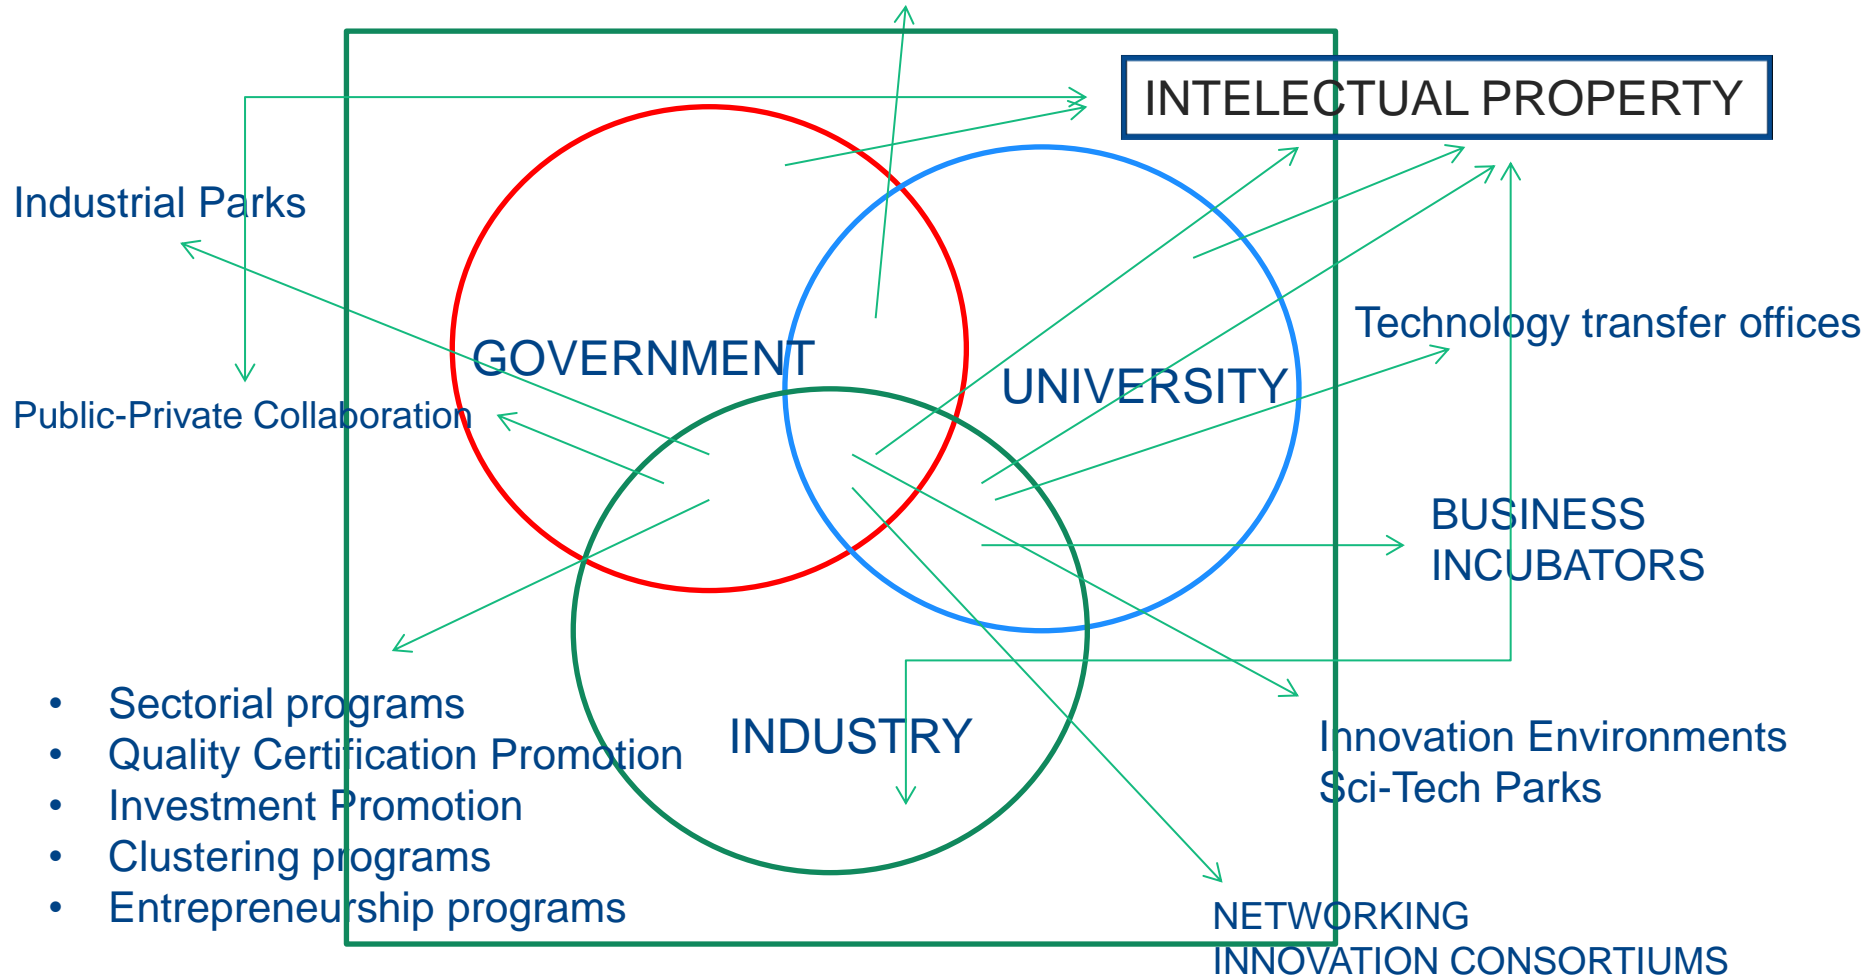 INTELECTUAL PROPERTY
Industrial Parks
Technology transfer offices
GOVERNMENT
UNIVERSITY
Public-Private Collaboration
BUSINESS
INCUBATORS
• Sectorial programs
• Quality Certification Promotion
• Investment Promotion
• Clustering programs
• Entrepreneurship programs
INDUSTRY
Innovation Environments
Sci-Tech Parks
NETWORKING
INNOVATION CONSORTIUMS